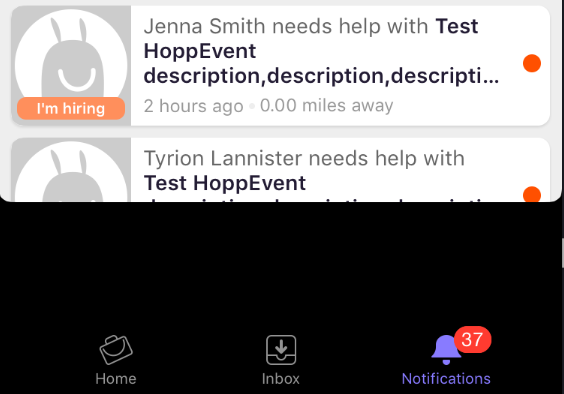 Jenna Smith needs help with Test
HoppEvent
description,description,descripti...
I'm hiring
2 hours ago 0.00 miles away
Tyrion Lannister needs help with
Test HoppEvent
37
Home
Inbox
Notifications